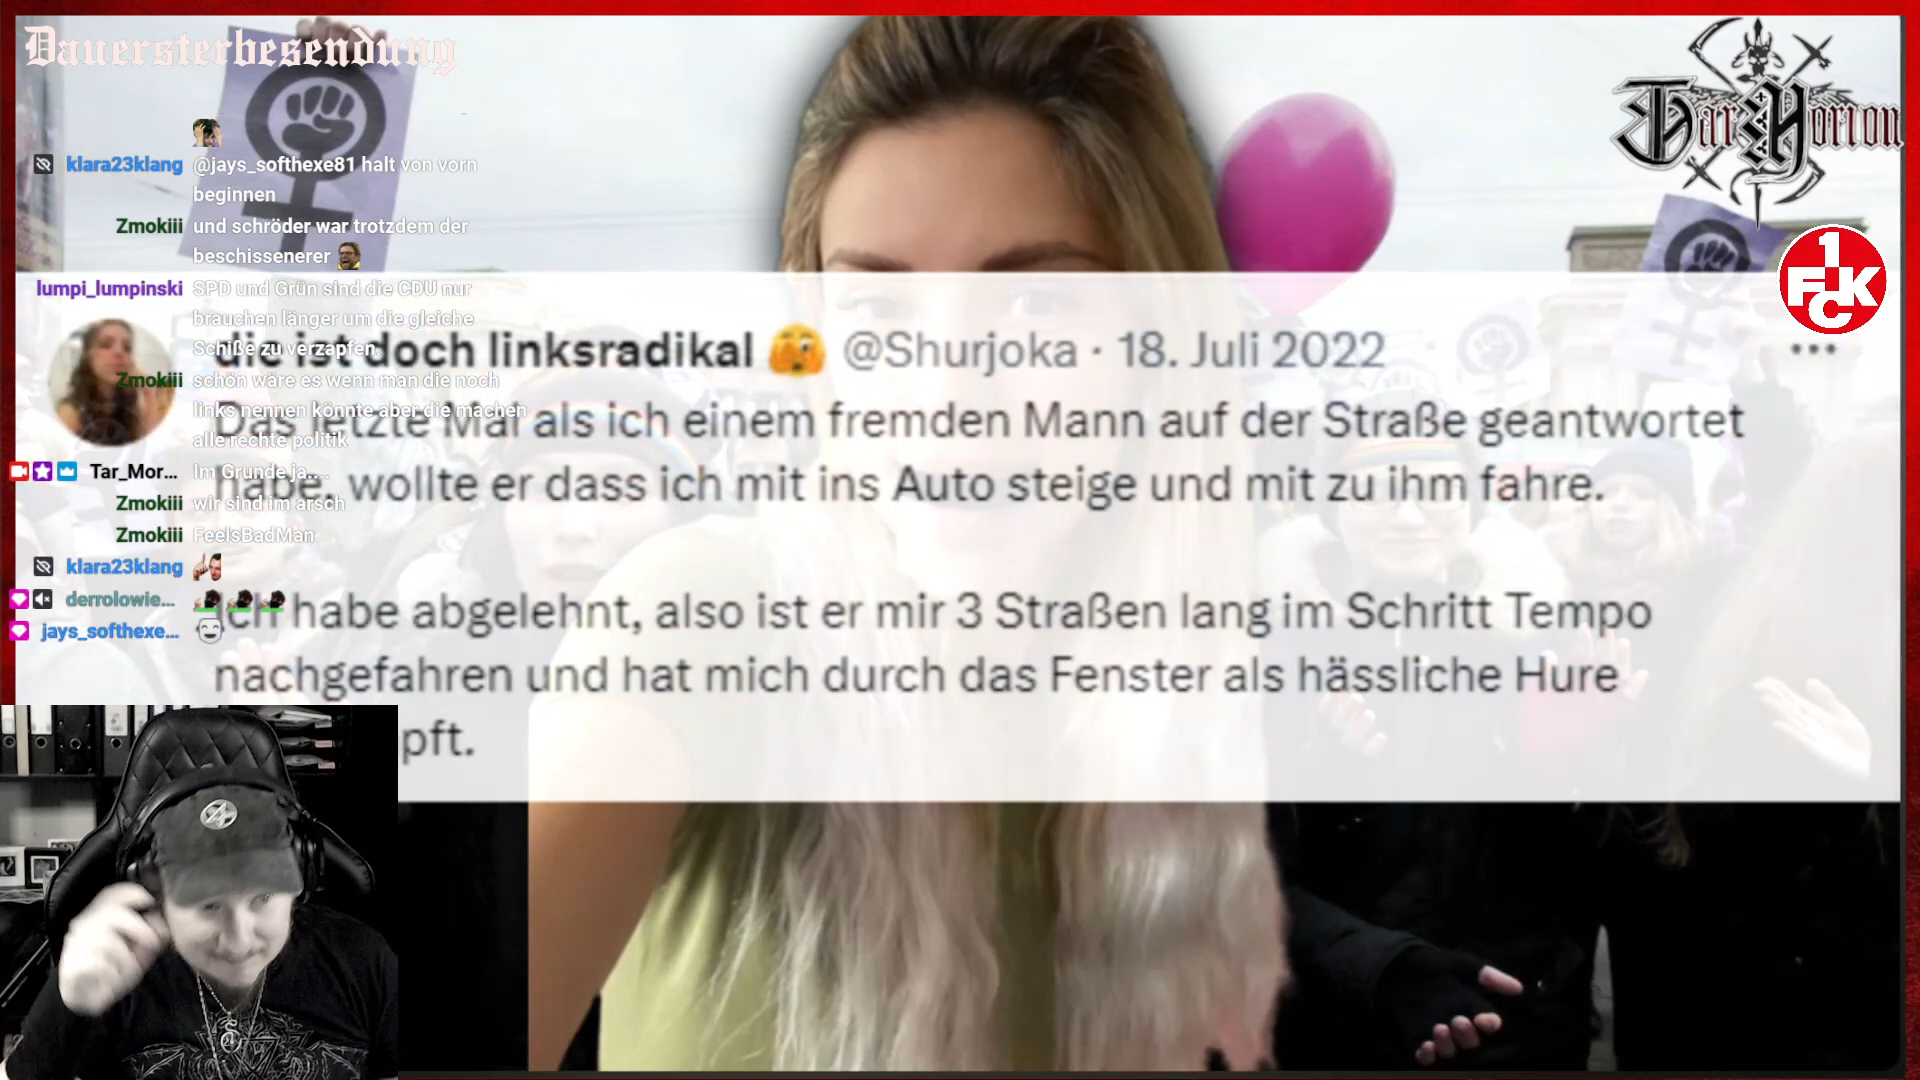 Dauersterbesendung
Tar Morion
klara23klang @jays_softhexe81 halt von vorn
beginnen
Zmokiii und schröder war trotzdem der
beschissenerer
lumpi_lumpinski SPD und Grün sind die CDU nur
brauchen länger um die gleiche
Schiße zu verzapfen
Zmokiii schön wäre es wenn man die noch
links nennen könnte aber die machen
alle rechte politik
Tar_Mor... Im Grunde ja....
Zmokiii wir sind im arsch
Zmokiii FeelsBadMan
klara23klang
derrolowie...
jays_softhexe...
1
FCK
die ist doch linksradikal @Shurjoka · 18. Juli 2022
Das letzte Mal als ich einem fremden Mann auf der Straße geantwortet
wollte er dass ich mit ins Auto steige und mit zu ihm fahre.
Ich habe abgelehnt, also ist er mir 3 Straßen lang im Schritt Tempo
nachgefahren und hat mich durch das Fenster als hässliche Hure
pft.